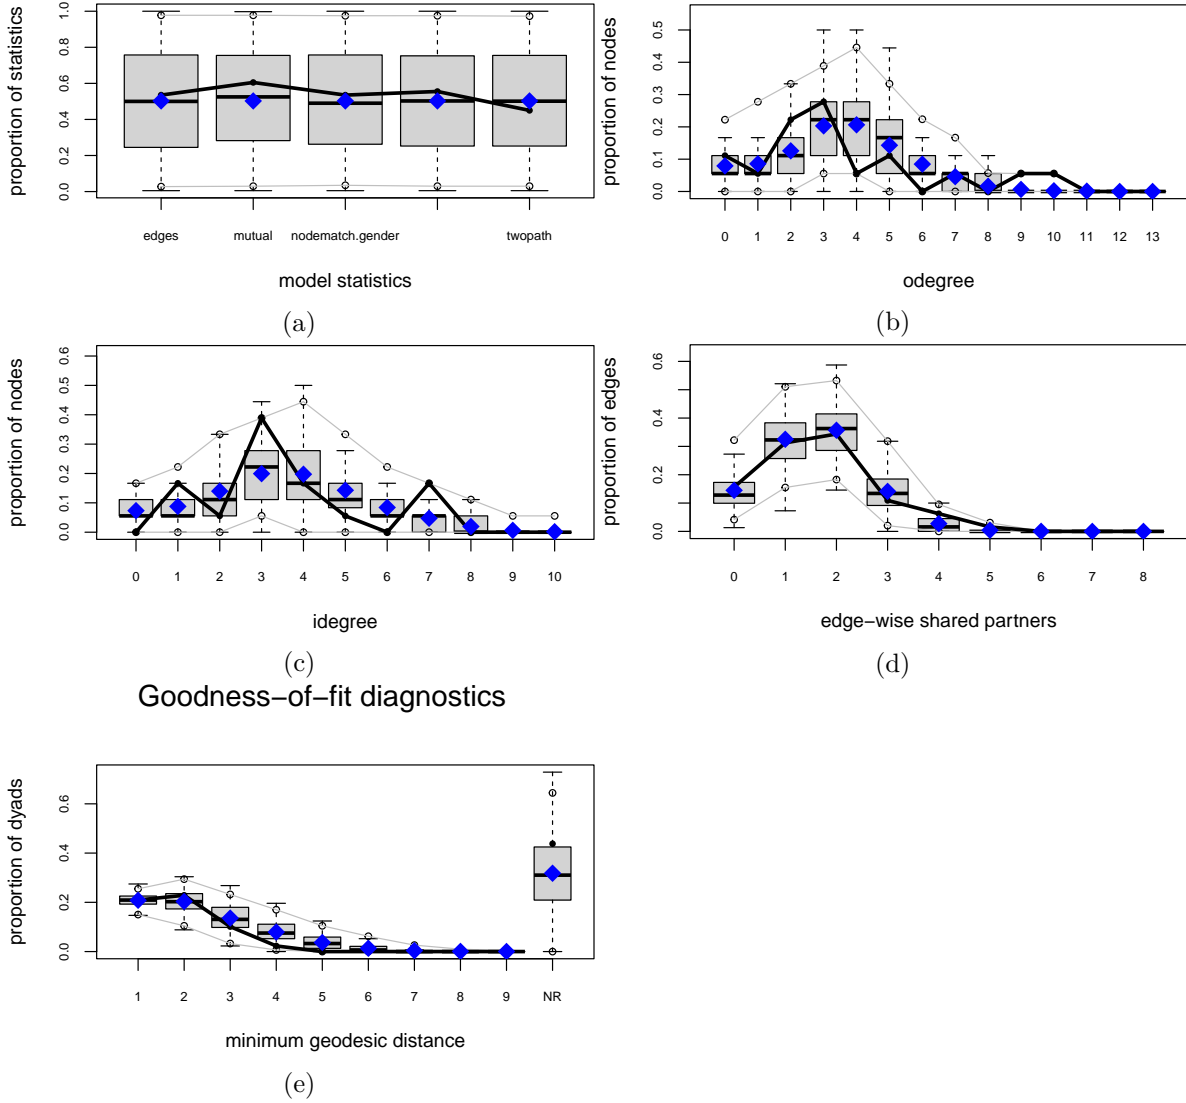 proportion of statistics
0.0 0.2 0.4 0.6 0.8 1.0
edges mutual nodematch.gender twopath
model statistics
(a)
proportion of nodes
0.0 0.1 0.2 0.3 0.4 0.5
0 1 2 3 4 5 6 7 8 9 10 11 12 13
odegree
(b)
proportion of nodes
0.0 0.1 0.2 0.3 0.4 0.5 0.6
0 1 2 3 4 5 6 7 8 9 10
idegree
(c)
proportion of edges
0.0 0.2 0.4 0.6
0 1 2 3 4 5 6 7 8
edge−wise shared partners
(d)
Goodness−of−fit diagnostics
proportion of dyads
0.0 0.2 0.4 0.6
1 2 3 4 5 6 7 8 9 NR
minimum geodesic distance
(e)